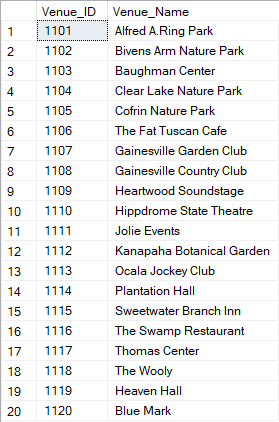 Venue_ID Venue_Name
1 1101 Alfred A.Ring Park
2 1102 Bivens Arm Nature Park
3 1103 Baughman Center
4 1104 Clear Lake Nature Park
5 1105 Cofrin Nature Park
6 1106 The Fat Tuscan Cafe
7 1107 Gainesville Garden Club
8 1108 Gainesville Country Club
9 1109 Heartwood Soundstage
10 1110 Hippdrome State Theatre
11 1111 Jolie Events
12 1112 Kanapaha Botanical Garden
13 1113 Ocala Jockey Club
14 1114 Plantation Hall
15 1115 Sweetwater Branch Inn
16 1116 The Swamp Restaurant
17 1117 Thomas Center
18 1118 The Wooly
19 1119 Heaven Hall
20 1120 Blue Mark